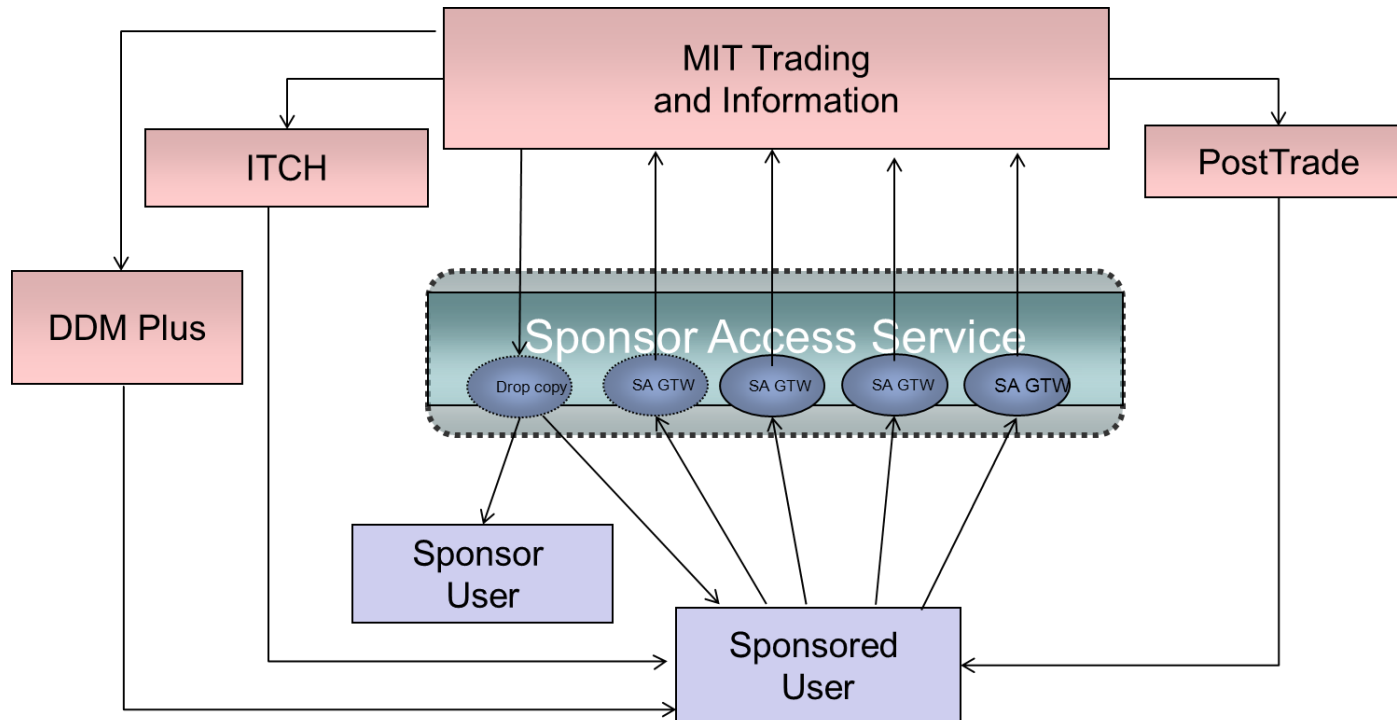 MIT Trading
and Information
ITCH
PostTrade
DDM Plus
Sponsor Access Service
Drop copy
SA GTW
SA GTW
SA GTW
SA GTW
Sponsor
User
Sponsored
User